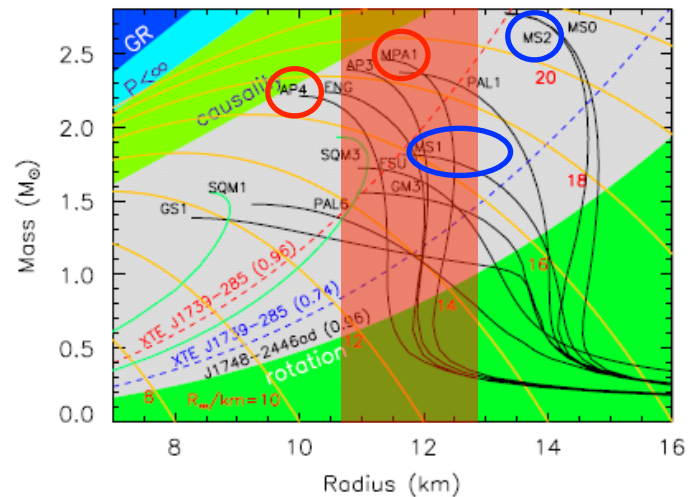 GR
P<∞
causality
AP4
ENG
AP3
MPA1
PAL1
MS2
MS0
MS1
FSU
GM3
SQM3
SQM1
GS1
PAL6
20
18
16
14
12
8
XTE J1739-285 (0.96)
XTE J1739-285 (0.74)
J1748-2446ad (0.96)
rotation
R∞/km=10
2.5
2.0
1.5
1.0
0.5
0.0
Mass (M⊙)
8 10 12 14 16
Radius (km)